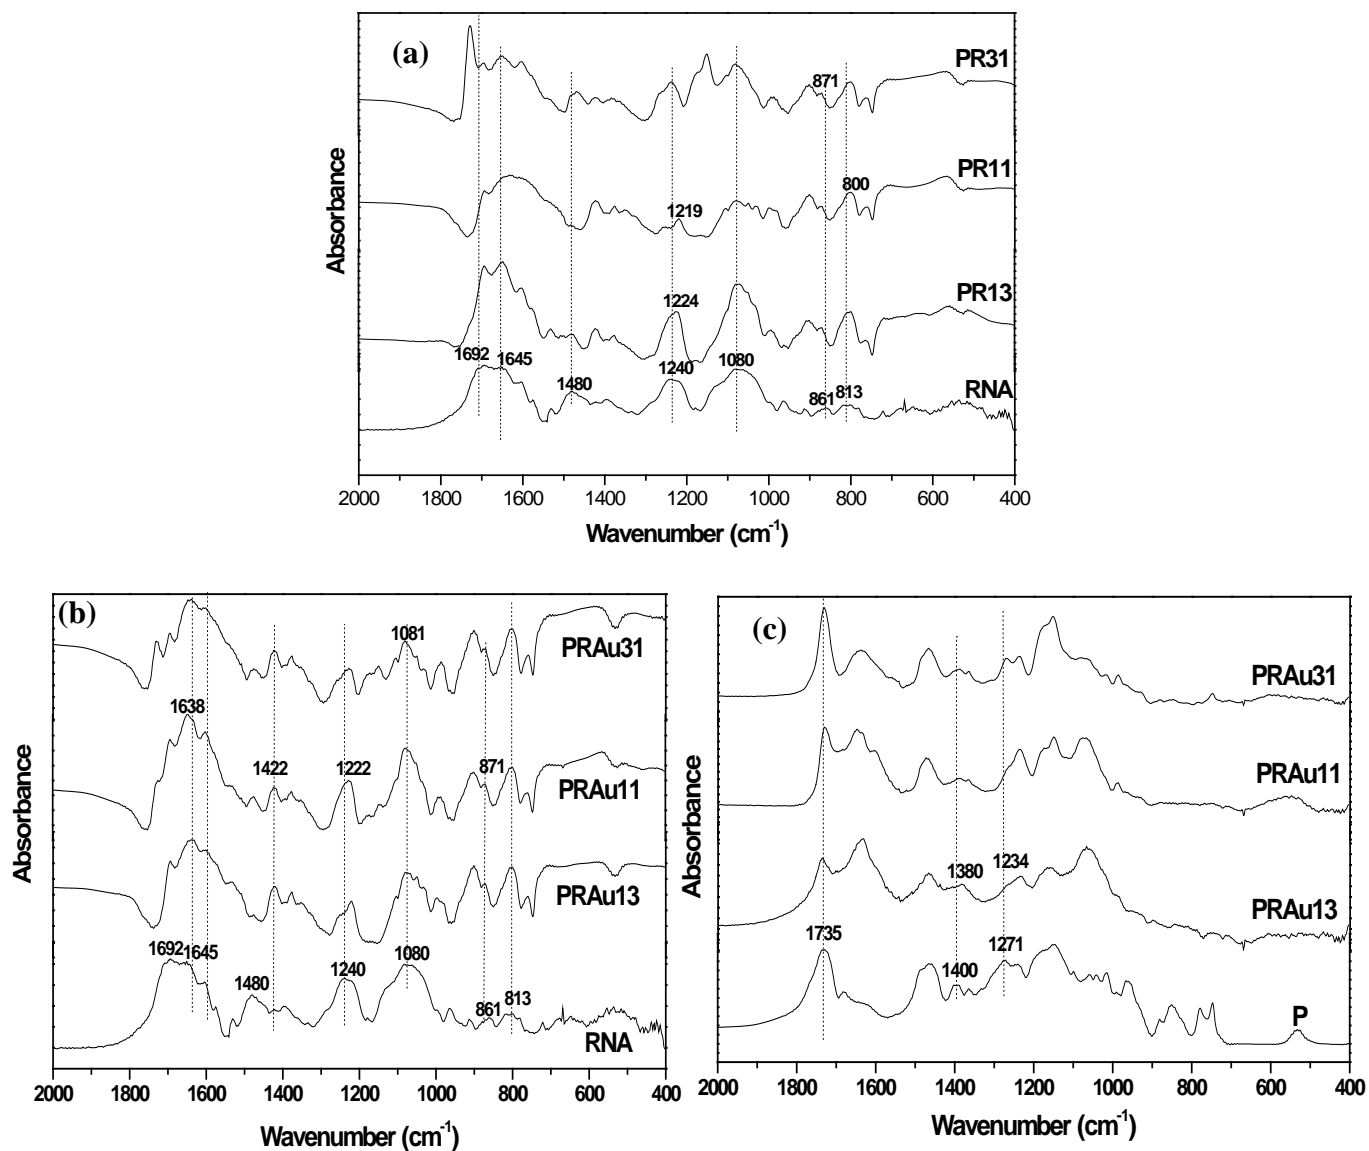 (a)
PR31
871
PR11
800
1219
PR13
1224
1692
1645
1480
1240
1080
861
813
RNA
Absorbance
2000 1800 1600 1400 1200 1000 800 600 400
Wavenumber (cm-1)
(b)
PRAu31
1081
1638
1422
1222
871
PRAu11
PRAu13
1692
1645
1480
1240
1080
861
813
RNA
Absorbance
2000 1800 1600 1400 1200 1000 800 600 400
Wavenumber (cm-1)
(c)
PRAu31
PRAu11
1380
1234
PRAu13
1735
1400
1271
P
Absorbance
2000 1800 1600 1400 1200 1000 800 600 400
Wavenumber (cm-1)